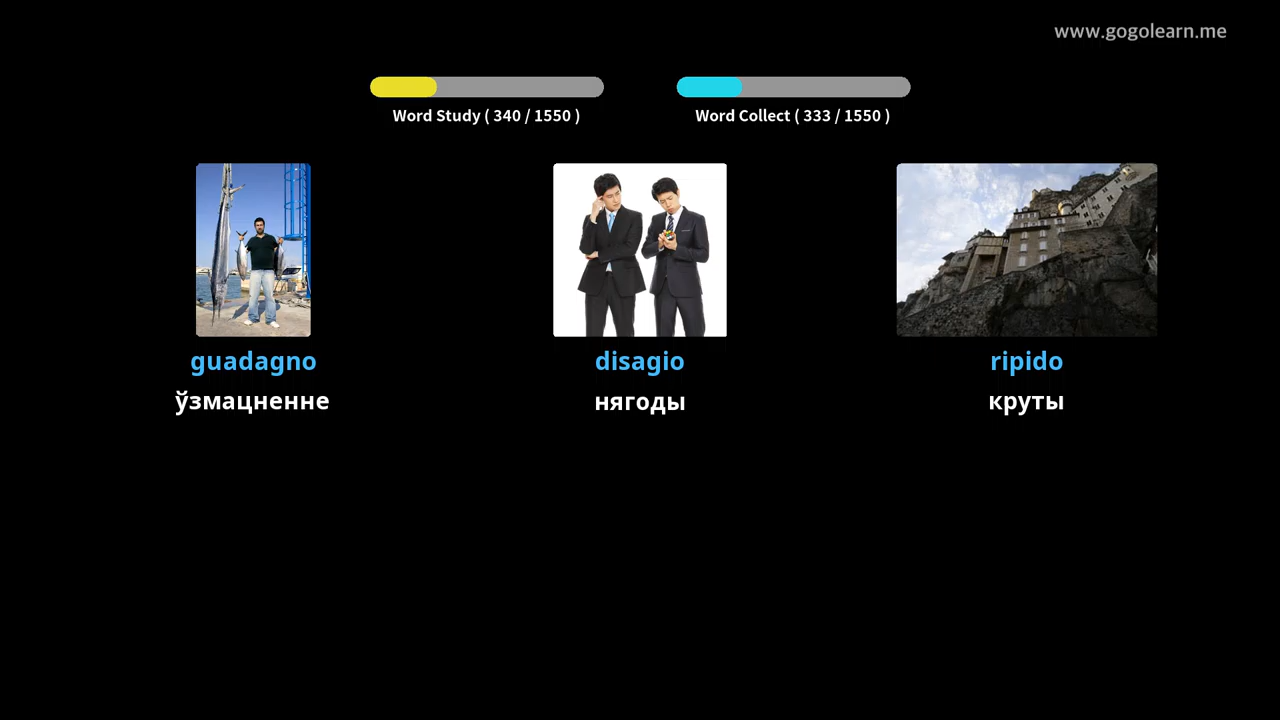 www.gogolearn.me
Word Study ( 340 / 1550 )
Word Collect ( 333 / 1550 )
guadagno
disagio
ripido
ўзмацненне
нягоды
круты